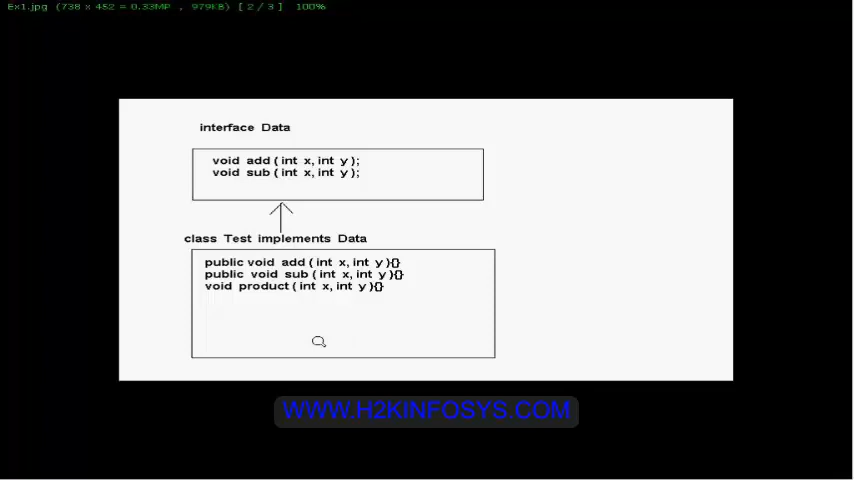 Ex1.jpg (738 x 452 = 0.33MP , 979KB) [ 2 / 3 ] 100%
interface Data
void add ( int x, int y );
void sub ( int x, int y );
class Test implements Data
public void add ( int x, int y ){}
public void sub ( int x, int y ){}
void product ( int x, int y ){}
WWW.H2KINFOSYS.COM